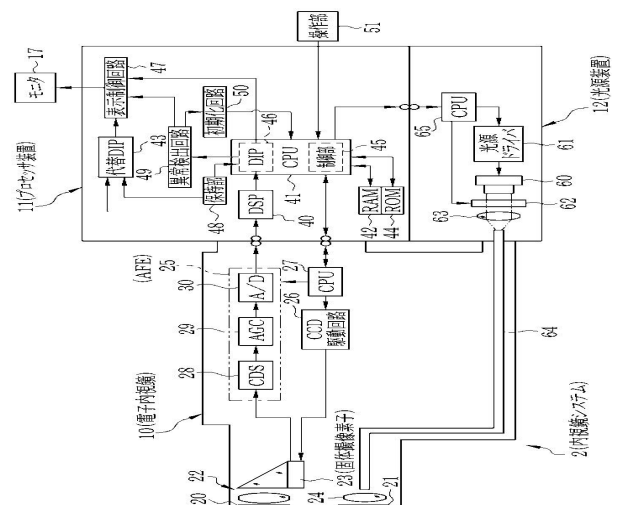 2(内視鏡システム)
10(電子内視鏡)
11(プロセッサ装置)
12(光源装置)
17
モニタ
20
21
22
23(固体撮像素子)
24
(AFE)
25
28
CDS
29
AGC
30
A/D
26
CCD
駆動回路
27
CPU
40
DSP
41
CPU
46
DIP
45
制御部
42
RAM
44
ROM
43
代替DIP
47
表示制御回路
48
保持部
49
異常検出回路
50
初期化回路
51
操作部
60
61
光源
ドライバ
62
63
64
65
CPU